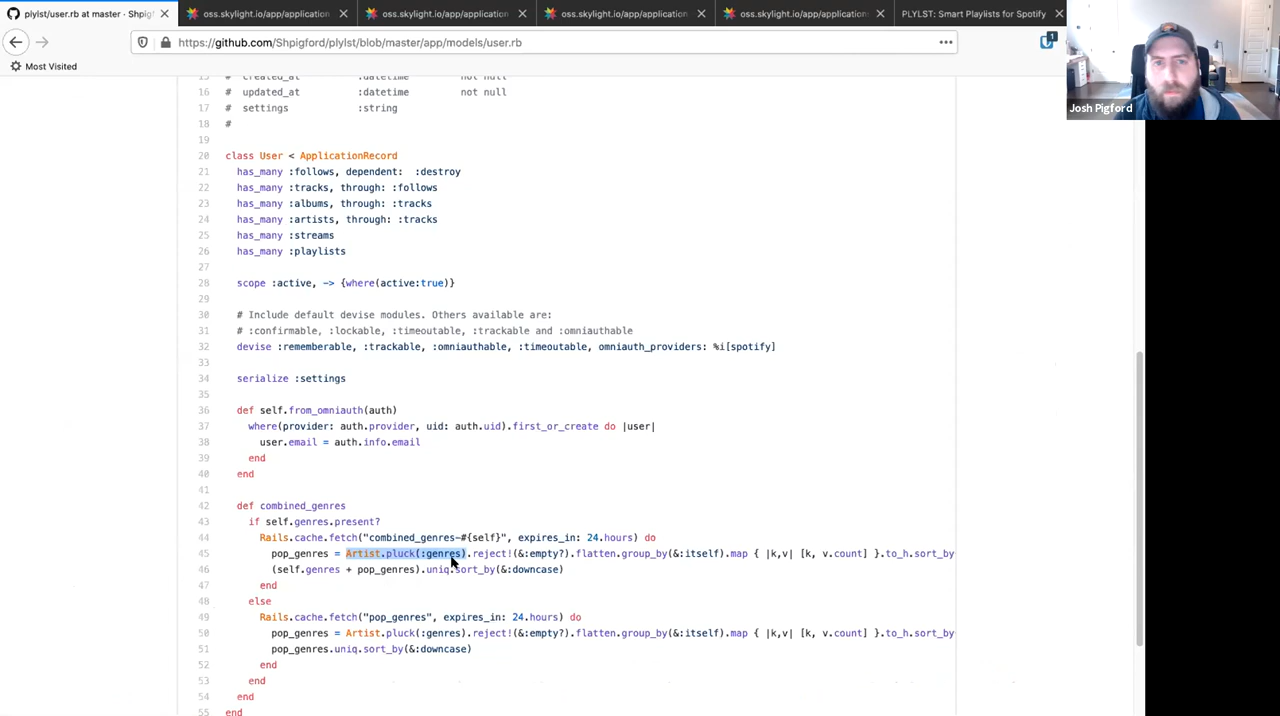 plylst/user.rb at master · Shpigf
oss.skylight.io/app/application
oss.skylight.io/app/application
oss.skylight.io/app/application
oss.skylight.io/app/applications
PLYLST: Smart Playlists for Spotify
https://github.com/Shpigford/plylst/blob/master/app/models/user.rb
1
Most Visited
Josh Pigford
15 # created_at :datetime not null
16 # updated_at :datetime not null
17 # settings :string
18 #
19
20 class User < ApplicationRecord
21 has_many :follows, dependent: :destroy
22 has_many :tracks, through: :follows
23 has_many :albums, through: :tracks
24 has_many :artists, through: :tracks
25 has_many :streams
26 has_many :playlists
27
28 scope :active, -> {where(active:true)}
29
30 # Include default devise modules. Others available are:
31 # :confirmable, :lockable, :timeoutable, :trackable and :omniauthable
32 devise :rememberable, :trackable, :omniauthable, :timeoutable, omniauth_providers: %i[spotify]
33
34 serialize :settings
35
36 def self.from_omniauth(auth)
37 where(provider: auth.provider, uid: auth.uid).first_or_create do |user|
38 user.email = auth.info.email
39 end
40 end
41
42 def combined_genres
43 if self.genres.present?
44 Rails.cache.fetch("combined_genres-#{self}", expires_in: 24.hours) do
45 pop_genres = Artist.pluck(:genres).reject!(&:empty?).flatten.group_by(&:itself).map { |k,v| [k, v.count] }.to_h.sort_by
46 (self.genres + pop_genres).uniq.sort_by(&:downcase)
47 end
48 else
49 Rails.cache.fetch("pop_genres", expires_in: 24.hours) do
50 pop_genres = Artist.pluck(:genres).reject!(&:empty?).flatten.group_by(&:itself).map { |k,v| [k, v.count] }.to_h.sort_by
51 pop_genres.uniq.sort_by(&:downcase)
52 end
53 end
54 end
55 end